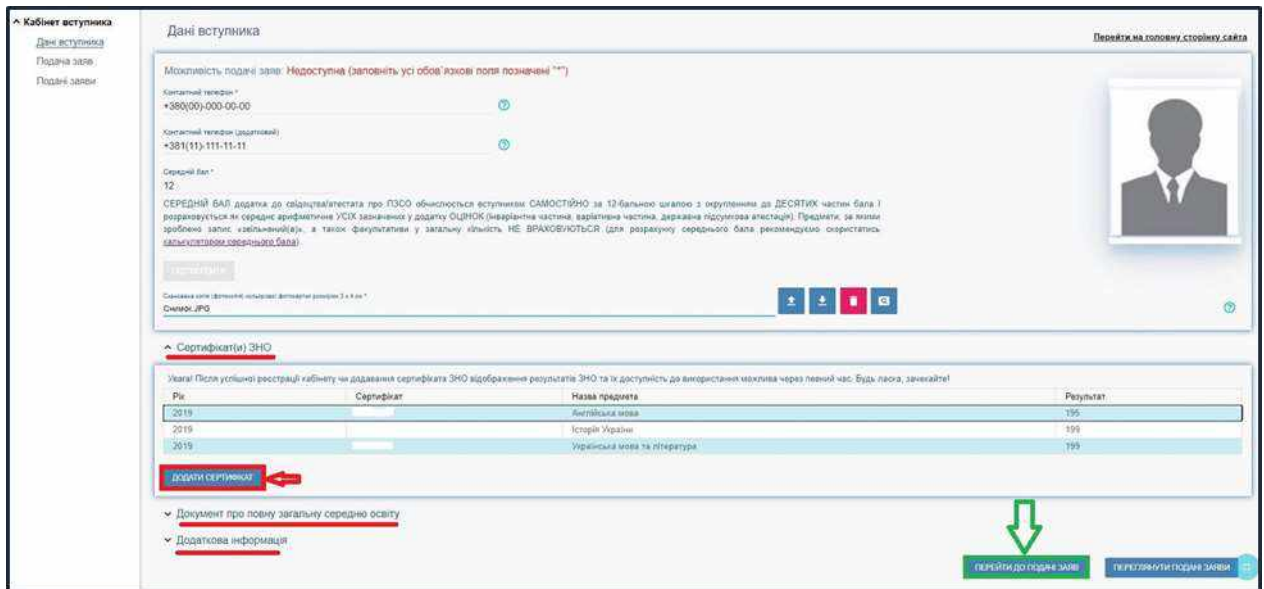 Кабінет вступника
Дані вступника
Подача заяв
Подані заяви
Дані вступника
Перейти на головну сторінку сайта
Можливість подачі заяв: Недоступна (заповніть усі обов`язкові поля позначені "*")
Контактний телефон *
+380(00)-000-00-00
Контактний телефон (додатковий)
+381(11)-111-11-11
Середній бал *
12
СЕРЕДНІЙ БАЛ додатка до свідоцтва/атестата про ПЗСО обчислюється вступником САМОСТІЙНО за 12-бальною шкалою з округленням до ДЕСЯТИХ частин бала і
розраховується як середнє арифметичне УСІХ зазначених у додатку ОЦІНОК (інваріантна частина, варіативна частина, державна підсумкова атестація). Предмети, за якими
зроблено запис «звільнений(а)», а також факультативи у загальну кількість НЕ ВРАХОВУЮТЬСЯ (для розрахунку середнього бала рекомендуємо скористатись
калькулятором середнього бала)
Сканована копія (фотокопія) кольорової фотокартки розміром 3 x 4 см *
Снимок.JPG
Сертифікат(и) ЗНО
Увага! Після успішної реєстрації кабінету чи додавання сертифіката ЗНО відображення результатів ЗНО та їх доступність до використання можлива через певний час. Будь ласка, зачекайте!
Рік Сертифікат Назва предмета Результат
2019 Англійська мова 195
2019 Історія України 199
2019 Українська мова та література 199
ДОДАТИ СЕРТИФІКАТ
Документ про повну загальну середню освіту
Додаткова інформація
ПЕРЕЙТИ ДО ПОДАЧІ ЗАЯВ ПЕРЕГЛЯНУТИ ПОДАНІ ЗАЯВИ